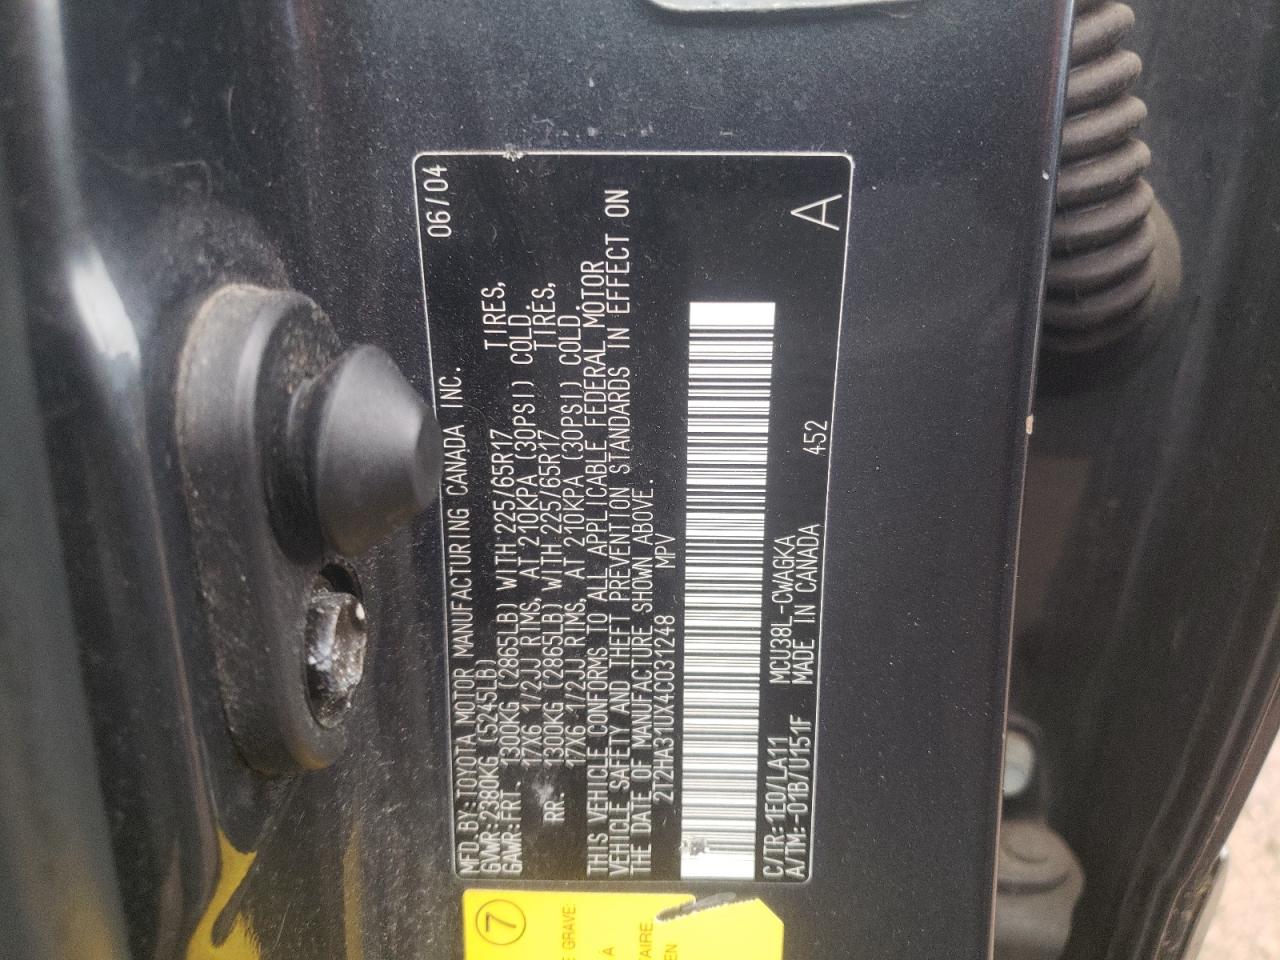 MFD.BY:TOYOTA MOTOR MANUFACTURING CANADA INC. 06/04
GVWR:2380KG (5245LB)
GAWR:FRT. 1300KG (2865LB) WITH 225/65R17 TIRES,
17X6 1/2JJ RIMS, AT 210KPA (30PSI) COLD.
RR. 1300KG (2865LB) WITH 225/65R17 TIRES,
17X6 1/2JJ RIMS, AT 210KPA (30PSI) COLD.
THIS VEHICLE CONFORMS TO ALL APPLICABLE FEDERAL MOTOR
VEHICLE SAFETY AND THEFT PREVENTION STANDARDS IN EFFECT ON
THE DATE OF MANUFACTURE SHOWN ABOVE.
2T2HA31UX4C031248 MPV
C/TR:1E0/LA11 MCU38L-CWAGKA 452 A
A/TM:-01B/U151F MADE IN CANADA
7
GRAVE:
À
TAIRE
EN